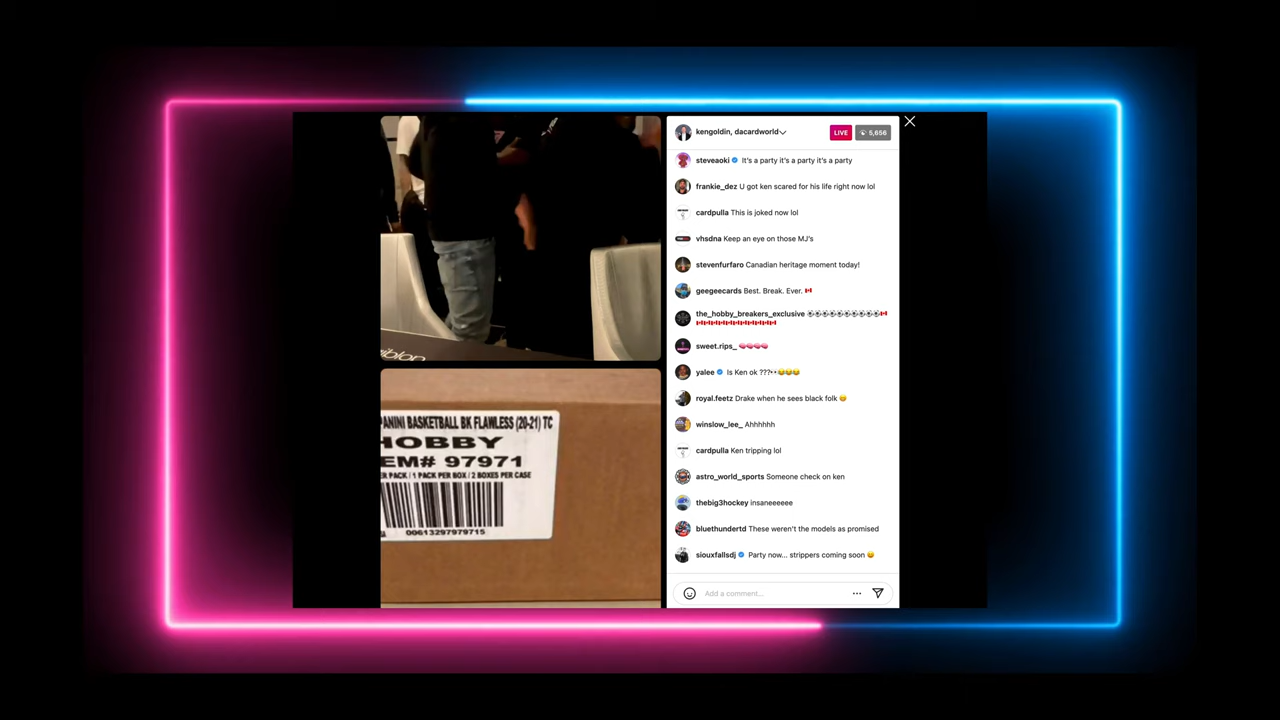 iblon
PANINI BASKETBALL BK FLAWLESS (20-21) TC
HOBBY
EM# 97971
ER PACK / 1 PACK PER BOX / 2 BOXES PER CASE
00613297979715
kengoldin, dacardworld
LIVE
5,656
steveaoki It's a party it's a party it's a party
frankie_dez U got ken scared for his life right now lol
cardpulla This is joked now lol
vhsdna Keep an eye on those MJ's
stevenfurfaro Canadian heritage moment today!
geegeecards Best. Break. Ever. 🇨🇦
the_hobby_breakers_exclusive
sweet.rips_ 🧠🧠🧠🧠
yalee Is Ken ok ???👀😂😂😂
royal.feetz Drake when he sees black folk 😄
winslow_lee_ Ahhhhhh
cardpulla Ken tripping lol
astro_world_sports Someone check on ken
thebig3hockey insaneeeeee
bluethundertd These weren't the models as promised
siouxfallsdj Party now... strippers coming soon 😄
Add a comment...